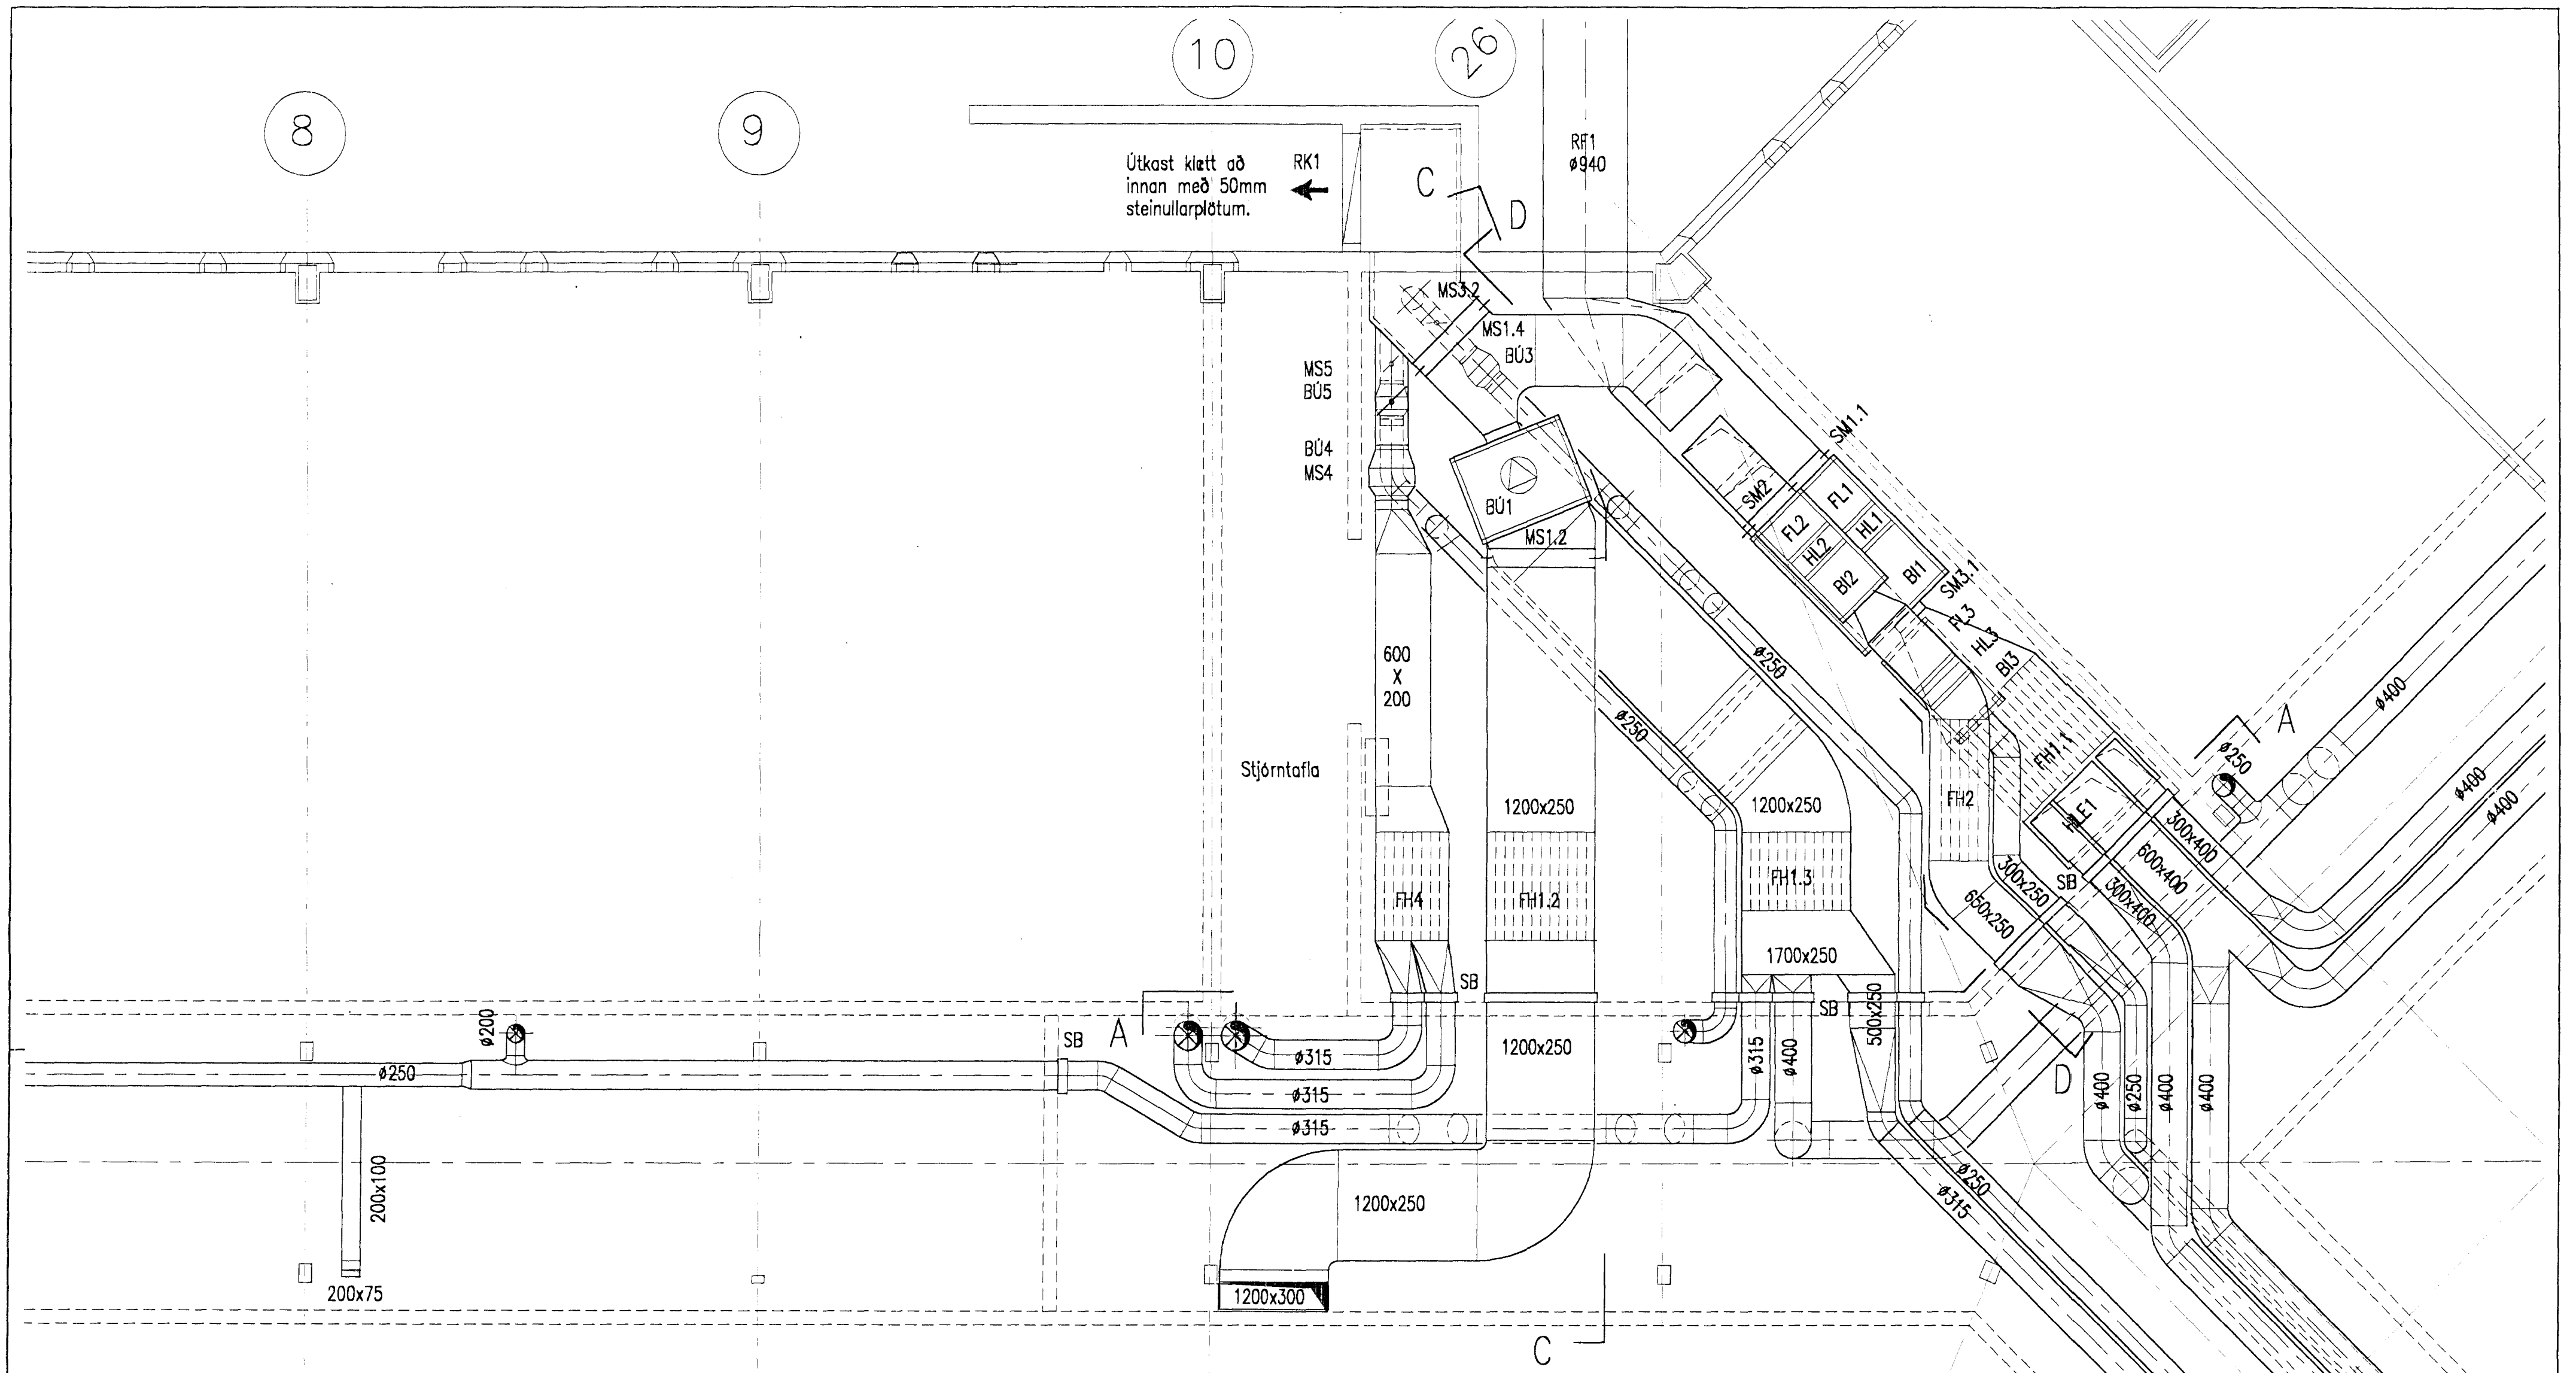 8
9
10
26
RF1
ø940
Útkast klætt að
innan með 50mm
steinullarplötum.
RK1
C
D
MS3.2
MS1.4
BÚ3
MS5
BÚ5
BÚ4
MS4
BÚ1
MS1.2
SM1.1
SM2
FL1
HL1
BI1
FL2
HL2
BI2
SM3.1
FL3
HL3
BI3
600
X
200
ø250
ø250
Stjórntafla
1200x250
1200x250
FH2
FH1.1
HLE1
ø250
A
ø400
ø400
ø400
300x400
600x400
300x400
SB
300x250
650x250
FH4
FH1.2
FH1.3
1700x250
SB
SB
500x250
A
SB
ø200
ø250
ø315
ø315
ø315
1200x250
ø315
ø400
D
ø400
ø250
ø400
ø400
ø250
ø315
200x100
200x75
1200x250
1200x300
C